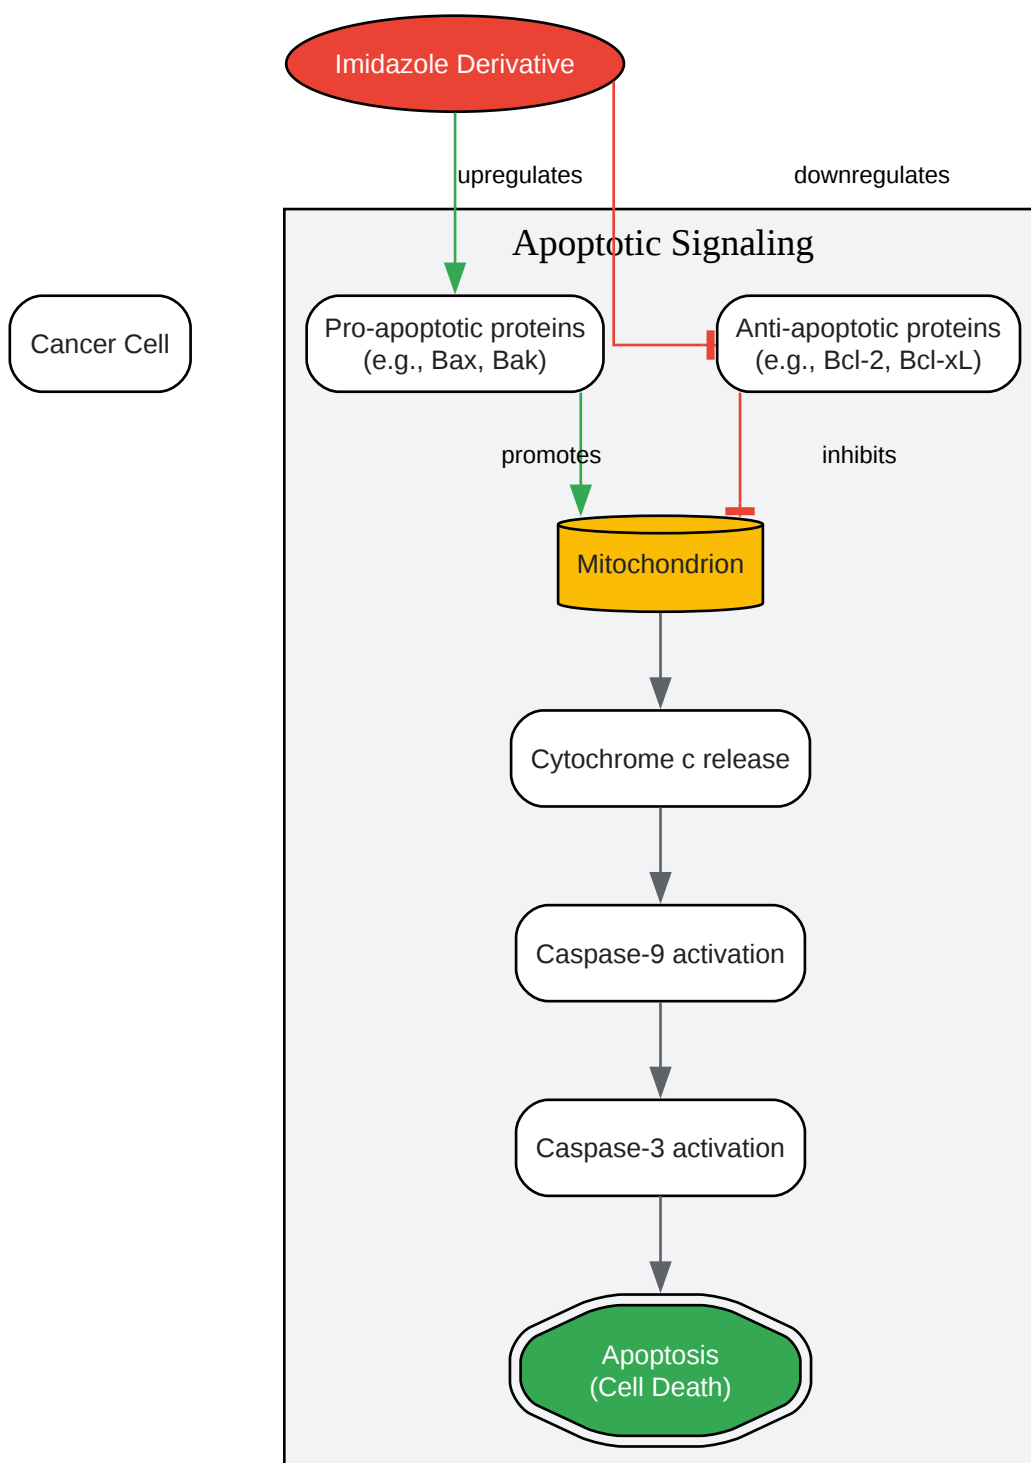 Imidazole Derivative
upregulates
downregulates
Apoptotic Signaling
Cancer Cell
Pro-apoptotic proteins
(e.g., Bax, Bak)
Anti-apoptotic proteins
(e.g., Bcl-2, Bcl-xL)
promotes
inhibits
Mitochondrion
Cytochrome c release
Caspase-9 activation
Caspase-3 activation
Apoptosis
(Cell Death)